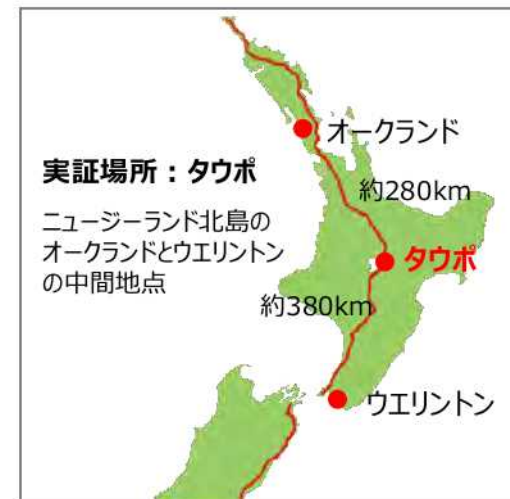 オークランド
実証場所：タウポ
約280km
ニュージーランド北島の
オークランドとウエリントン
の中間地点
タウポ
約380km
ウエリントン